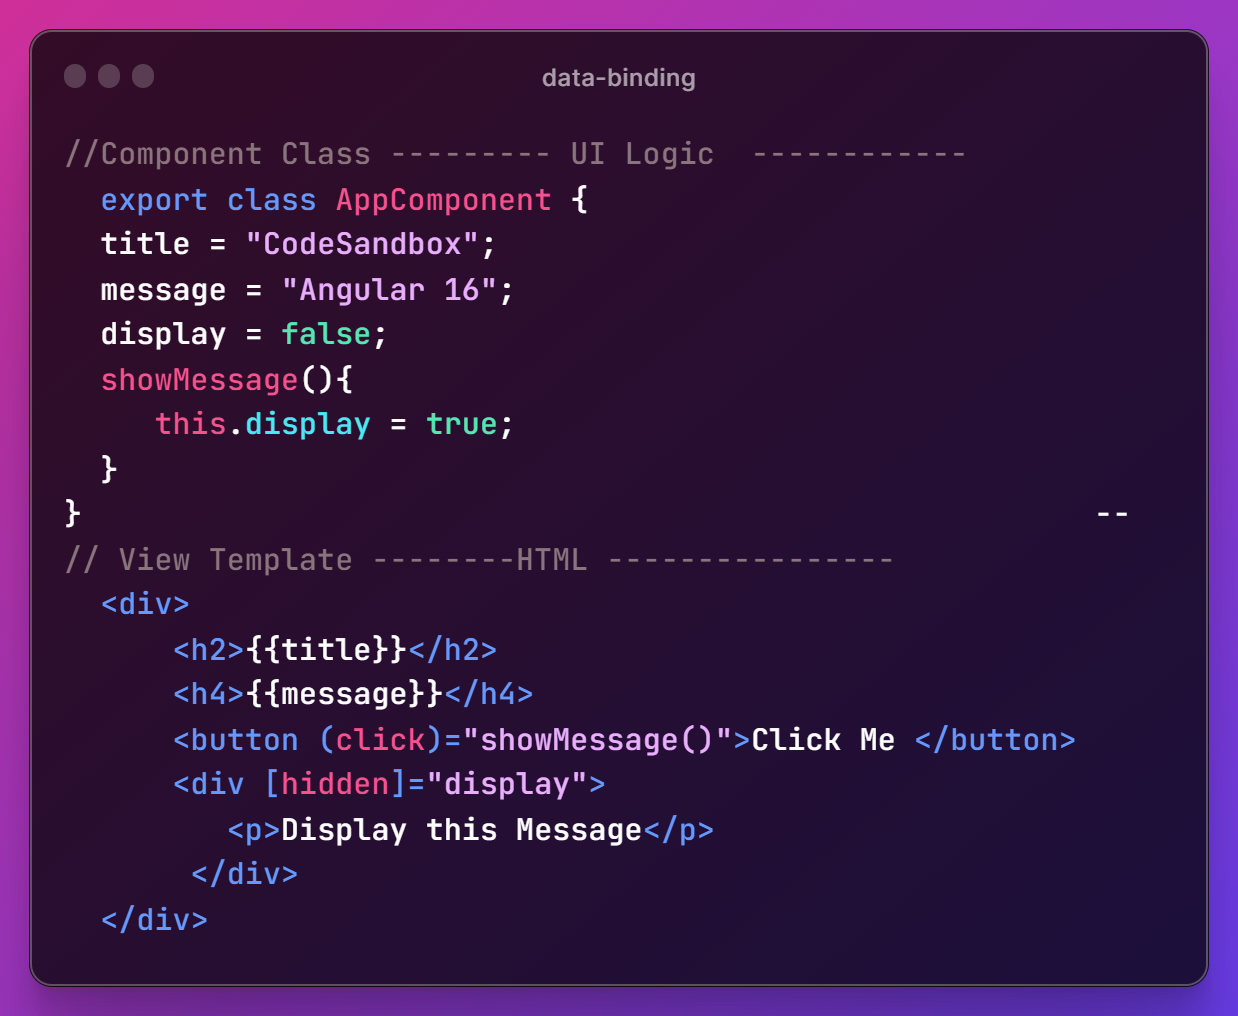 data-binding
//Component Class --------- UI Logic  ------------
  export class AppComponent {
  title = "CodeSandbox";
  message = "Angular 16";
  display = false;
  showMessage(){
     this.display = true;
  }
}                                                        --
// View Template --------HTML ----------------
  <div>
      <h2>{{title}}</h2>
      <h4>{{message}}</h4>
      <button (click)="showMessage()">Click Me </button>
      <div [hidden]="display">
         <p>Display this Message</p>
       </div>
  </div>